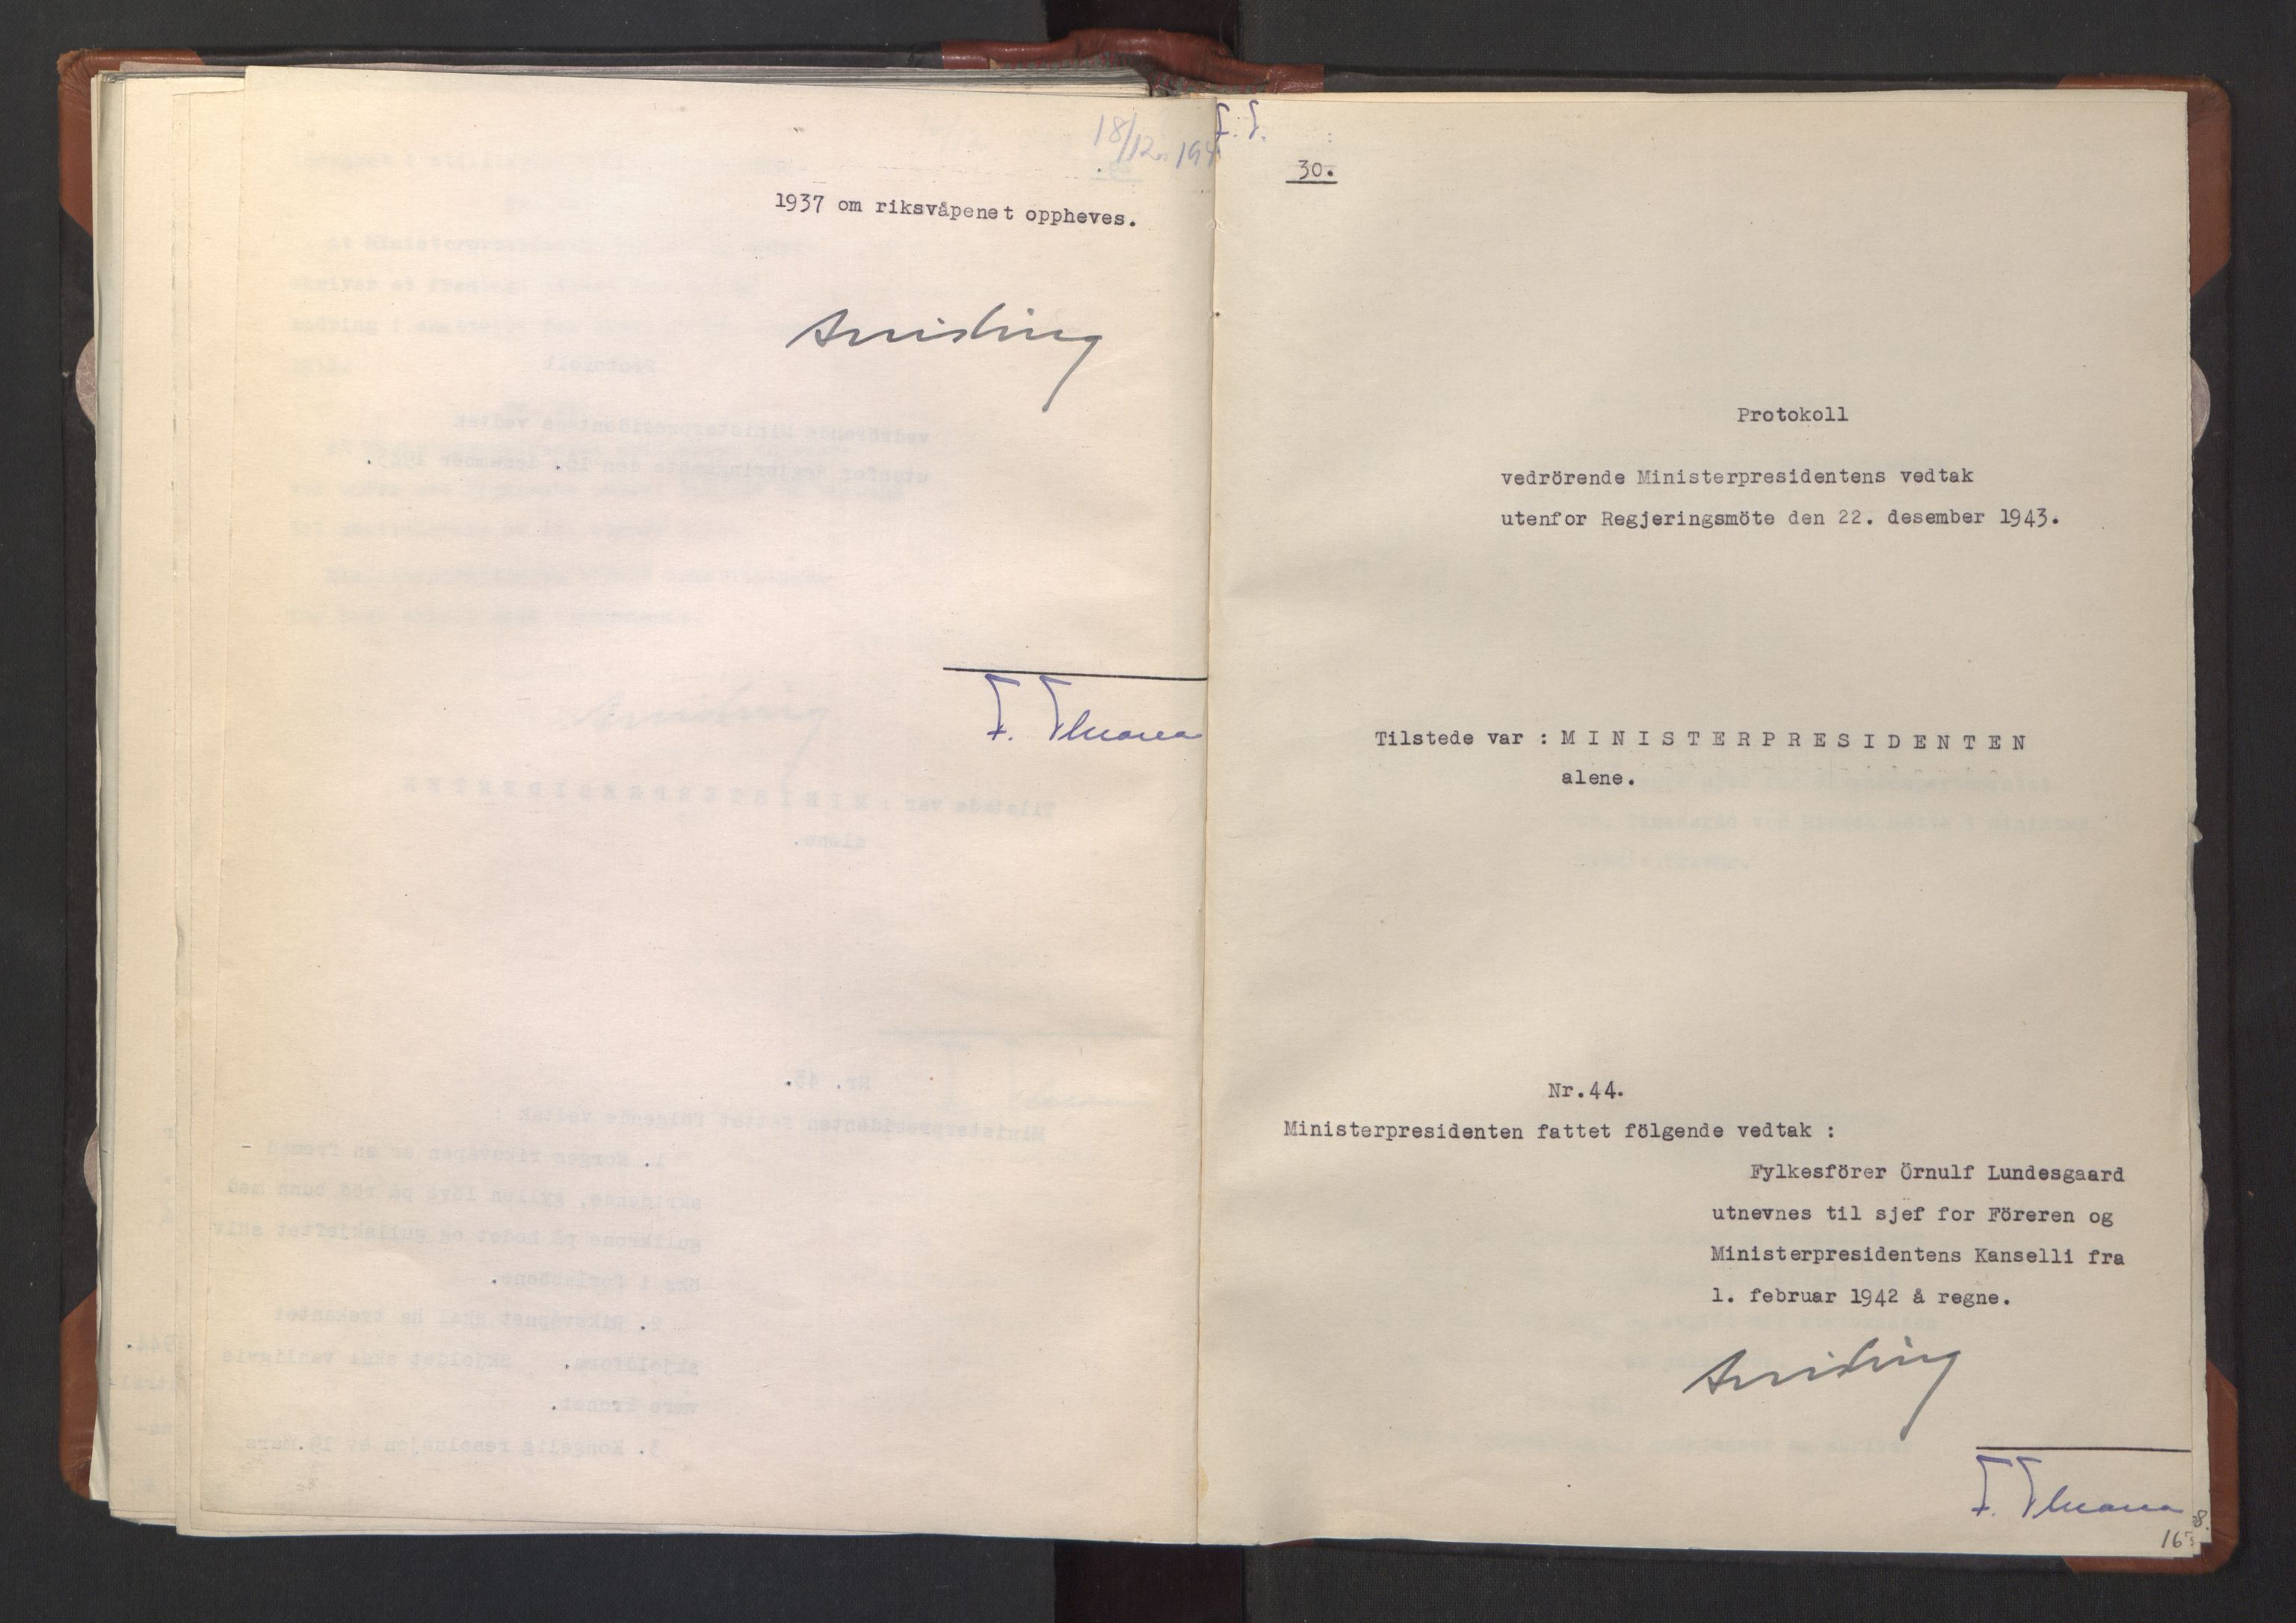 18/12. 194
1937 om riksvåpenet oppheves.
Quisling
30.
Protokoll
vedrörende Ministerpresidentens vedtak
utenfor Regjeringsmöte den 22. desember 1943.
Tilstede var : M I N I S T E R P R E S I D E N T E N
alene.
Nr.44.
Ministerpresidenten fattet fölgende vedtak :
Fylkesförer Örnulf Lundesgaard
utnevnes til sjef for Föreren og
Ministerpresidentens Kanselli fra
1. februar 1942 å regne.
Quisling